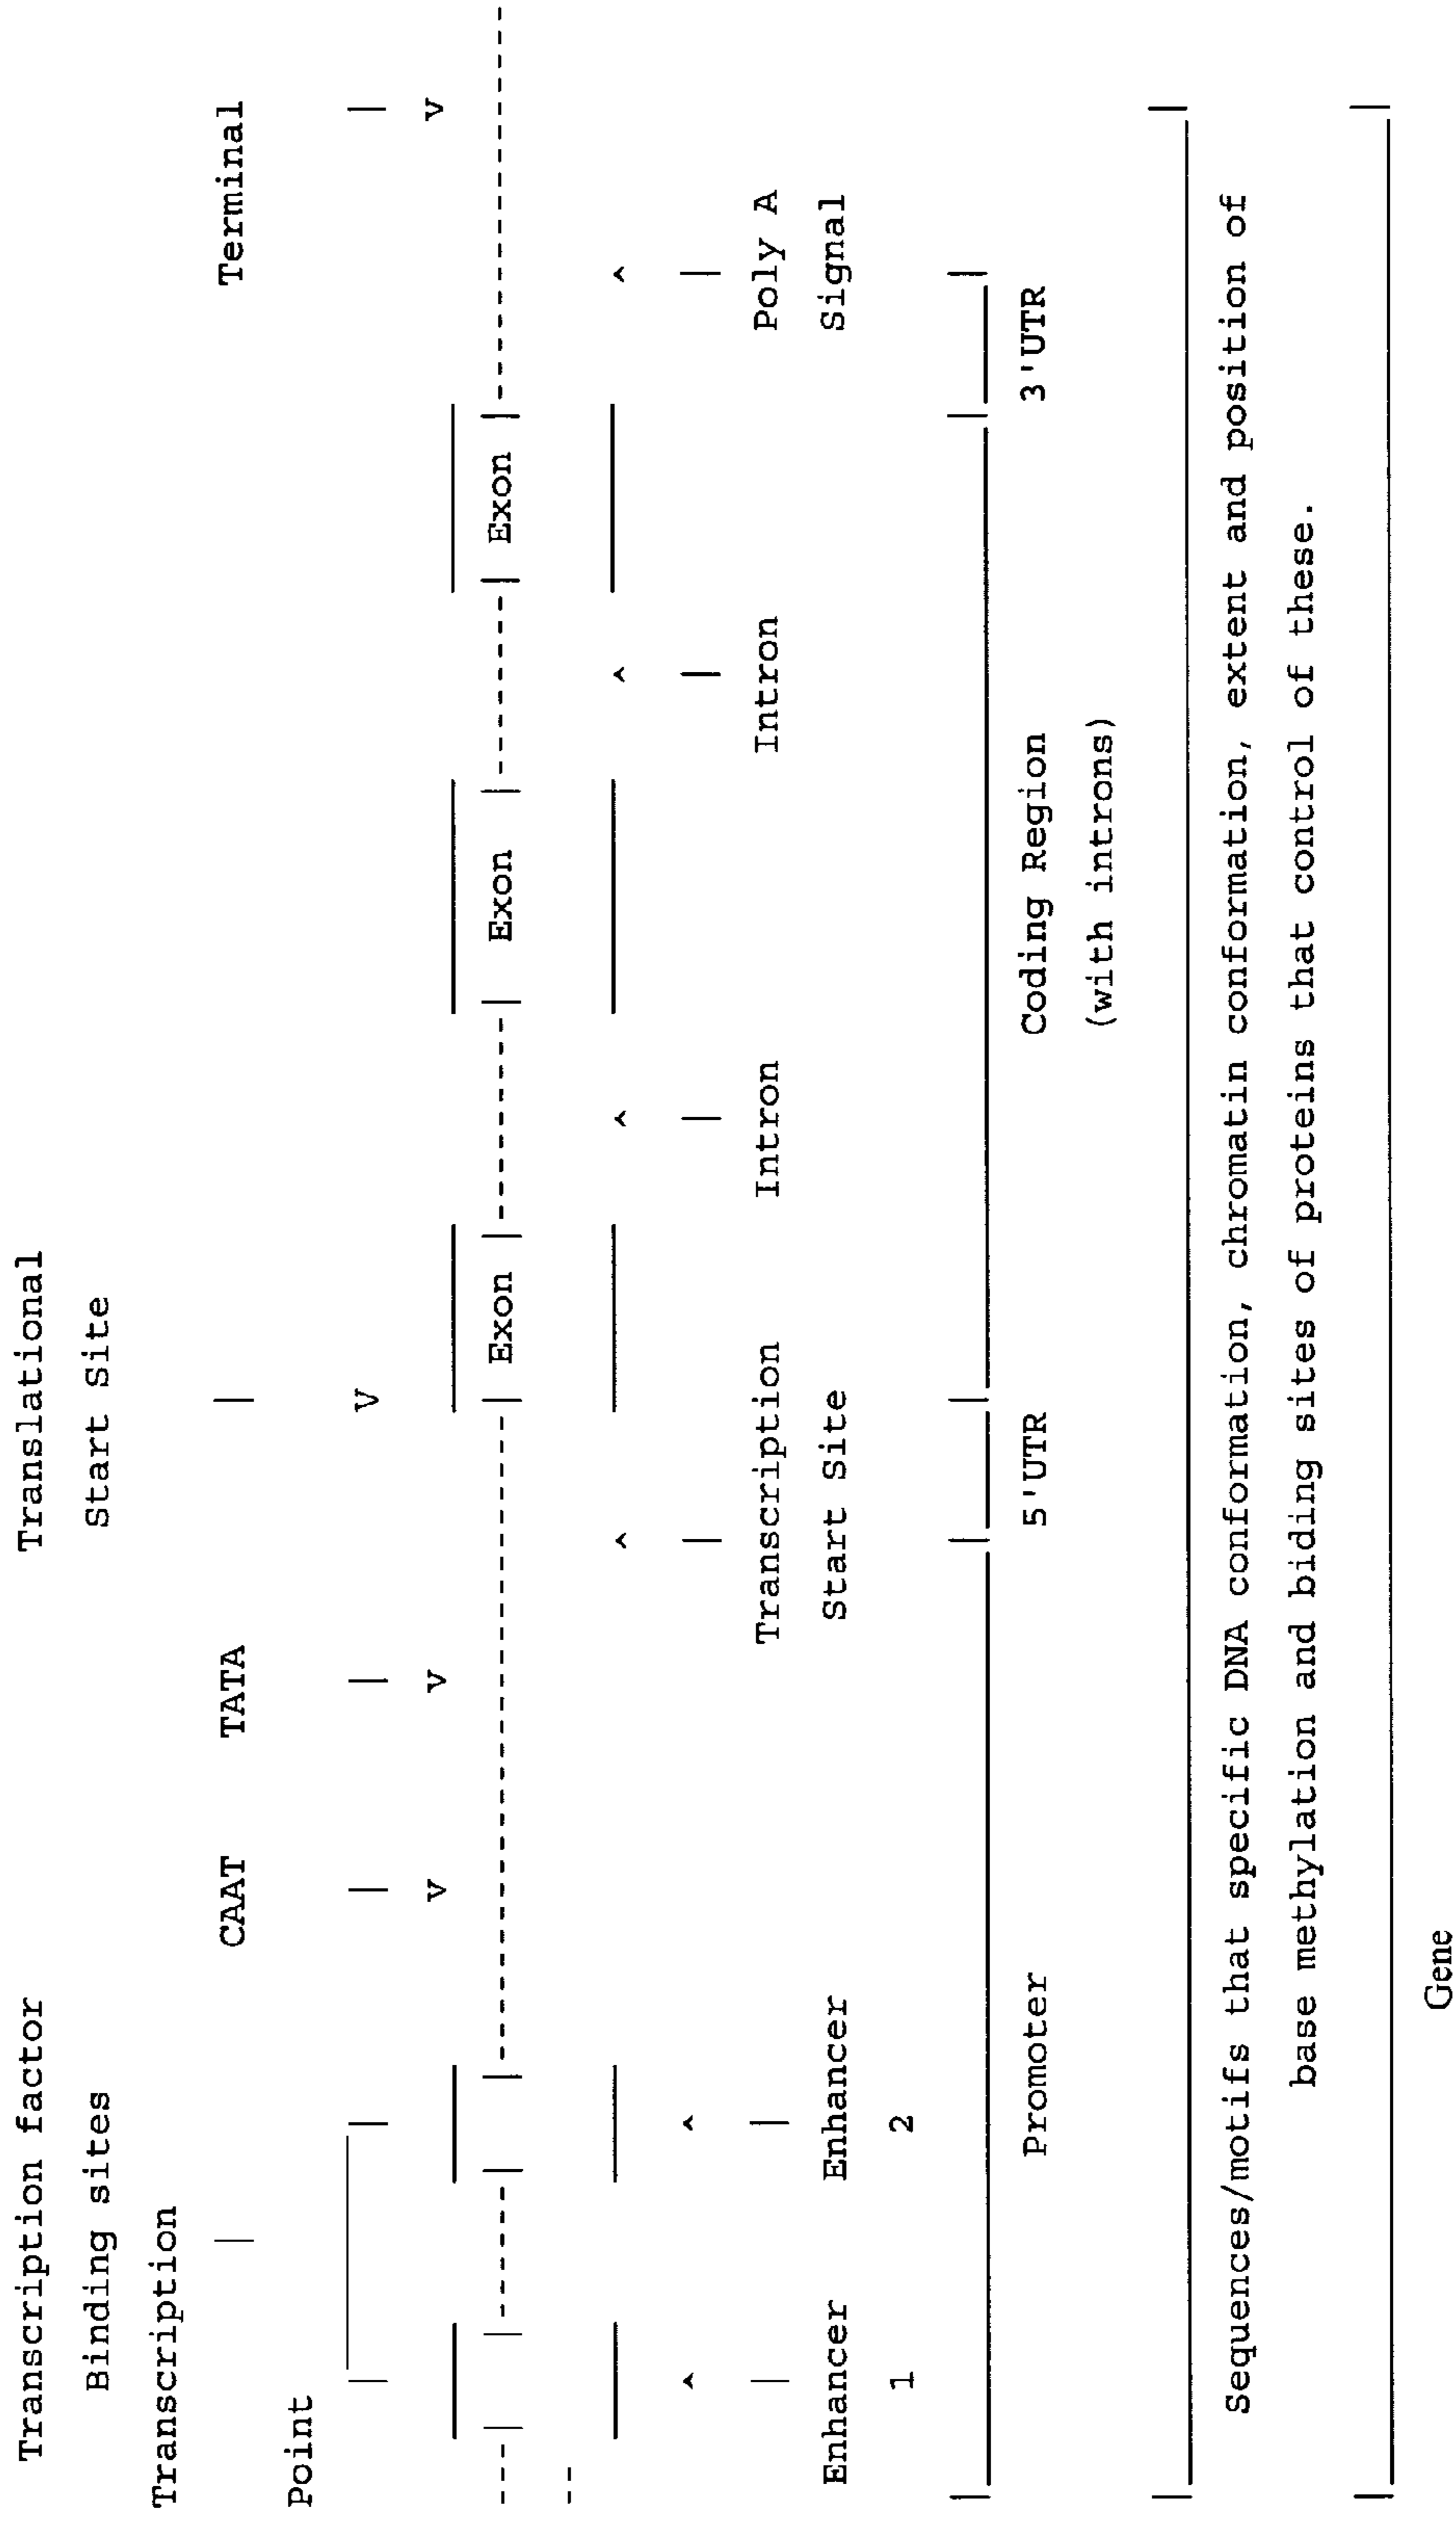 Transcription factor
Binding sites
Translational
Start Site
Transcription
CAAT TATA
Terminal
Point
Exon Exon Exon
Transcription
Start Site
Intron
Intron
Poly A
Signal
Enhancer
1
Enhancer
2
Promoter
5'UTR
Coding Region
(with introns)
3'UTR
Sequences/motifs that specific DNA conformation, chromatin conformation, extent and position of
base methylation and biding sites of proteins that control of these.
Gene